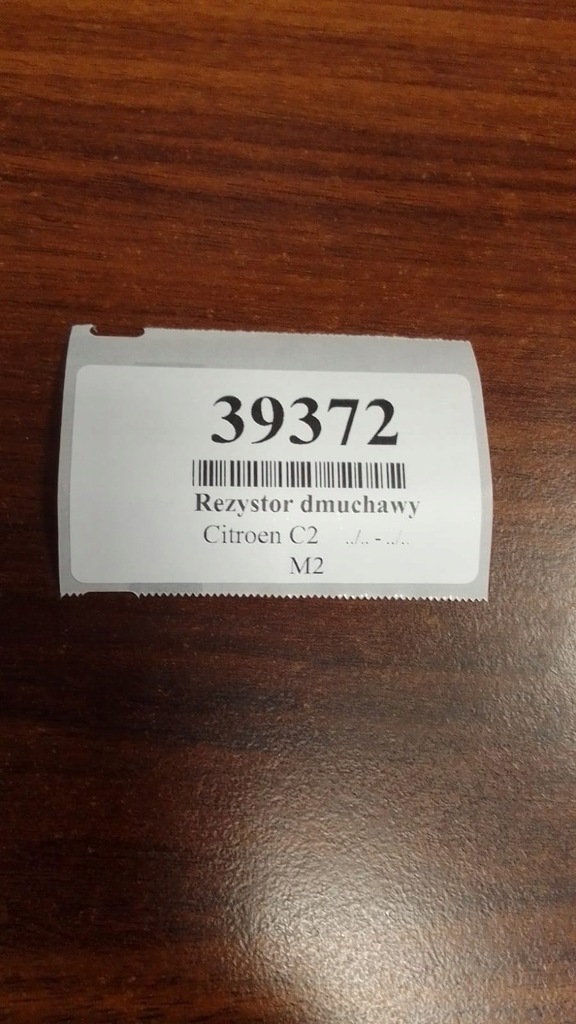 39372
Rezystor dmuchawy
Citroen C2 ../.. - ../..
M2